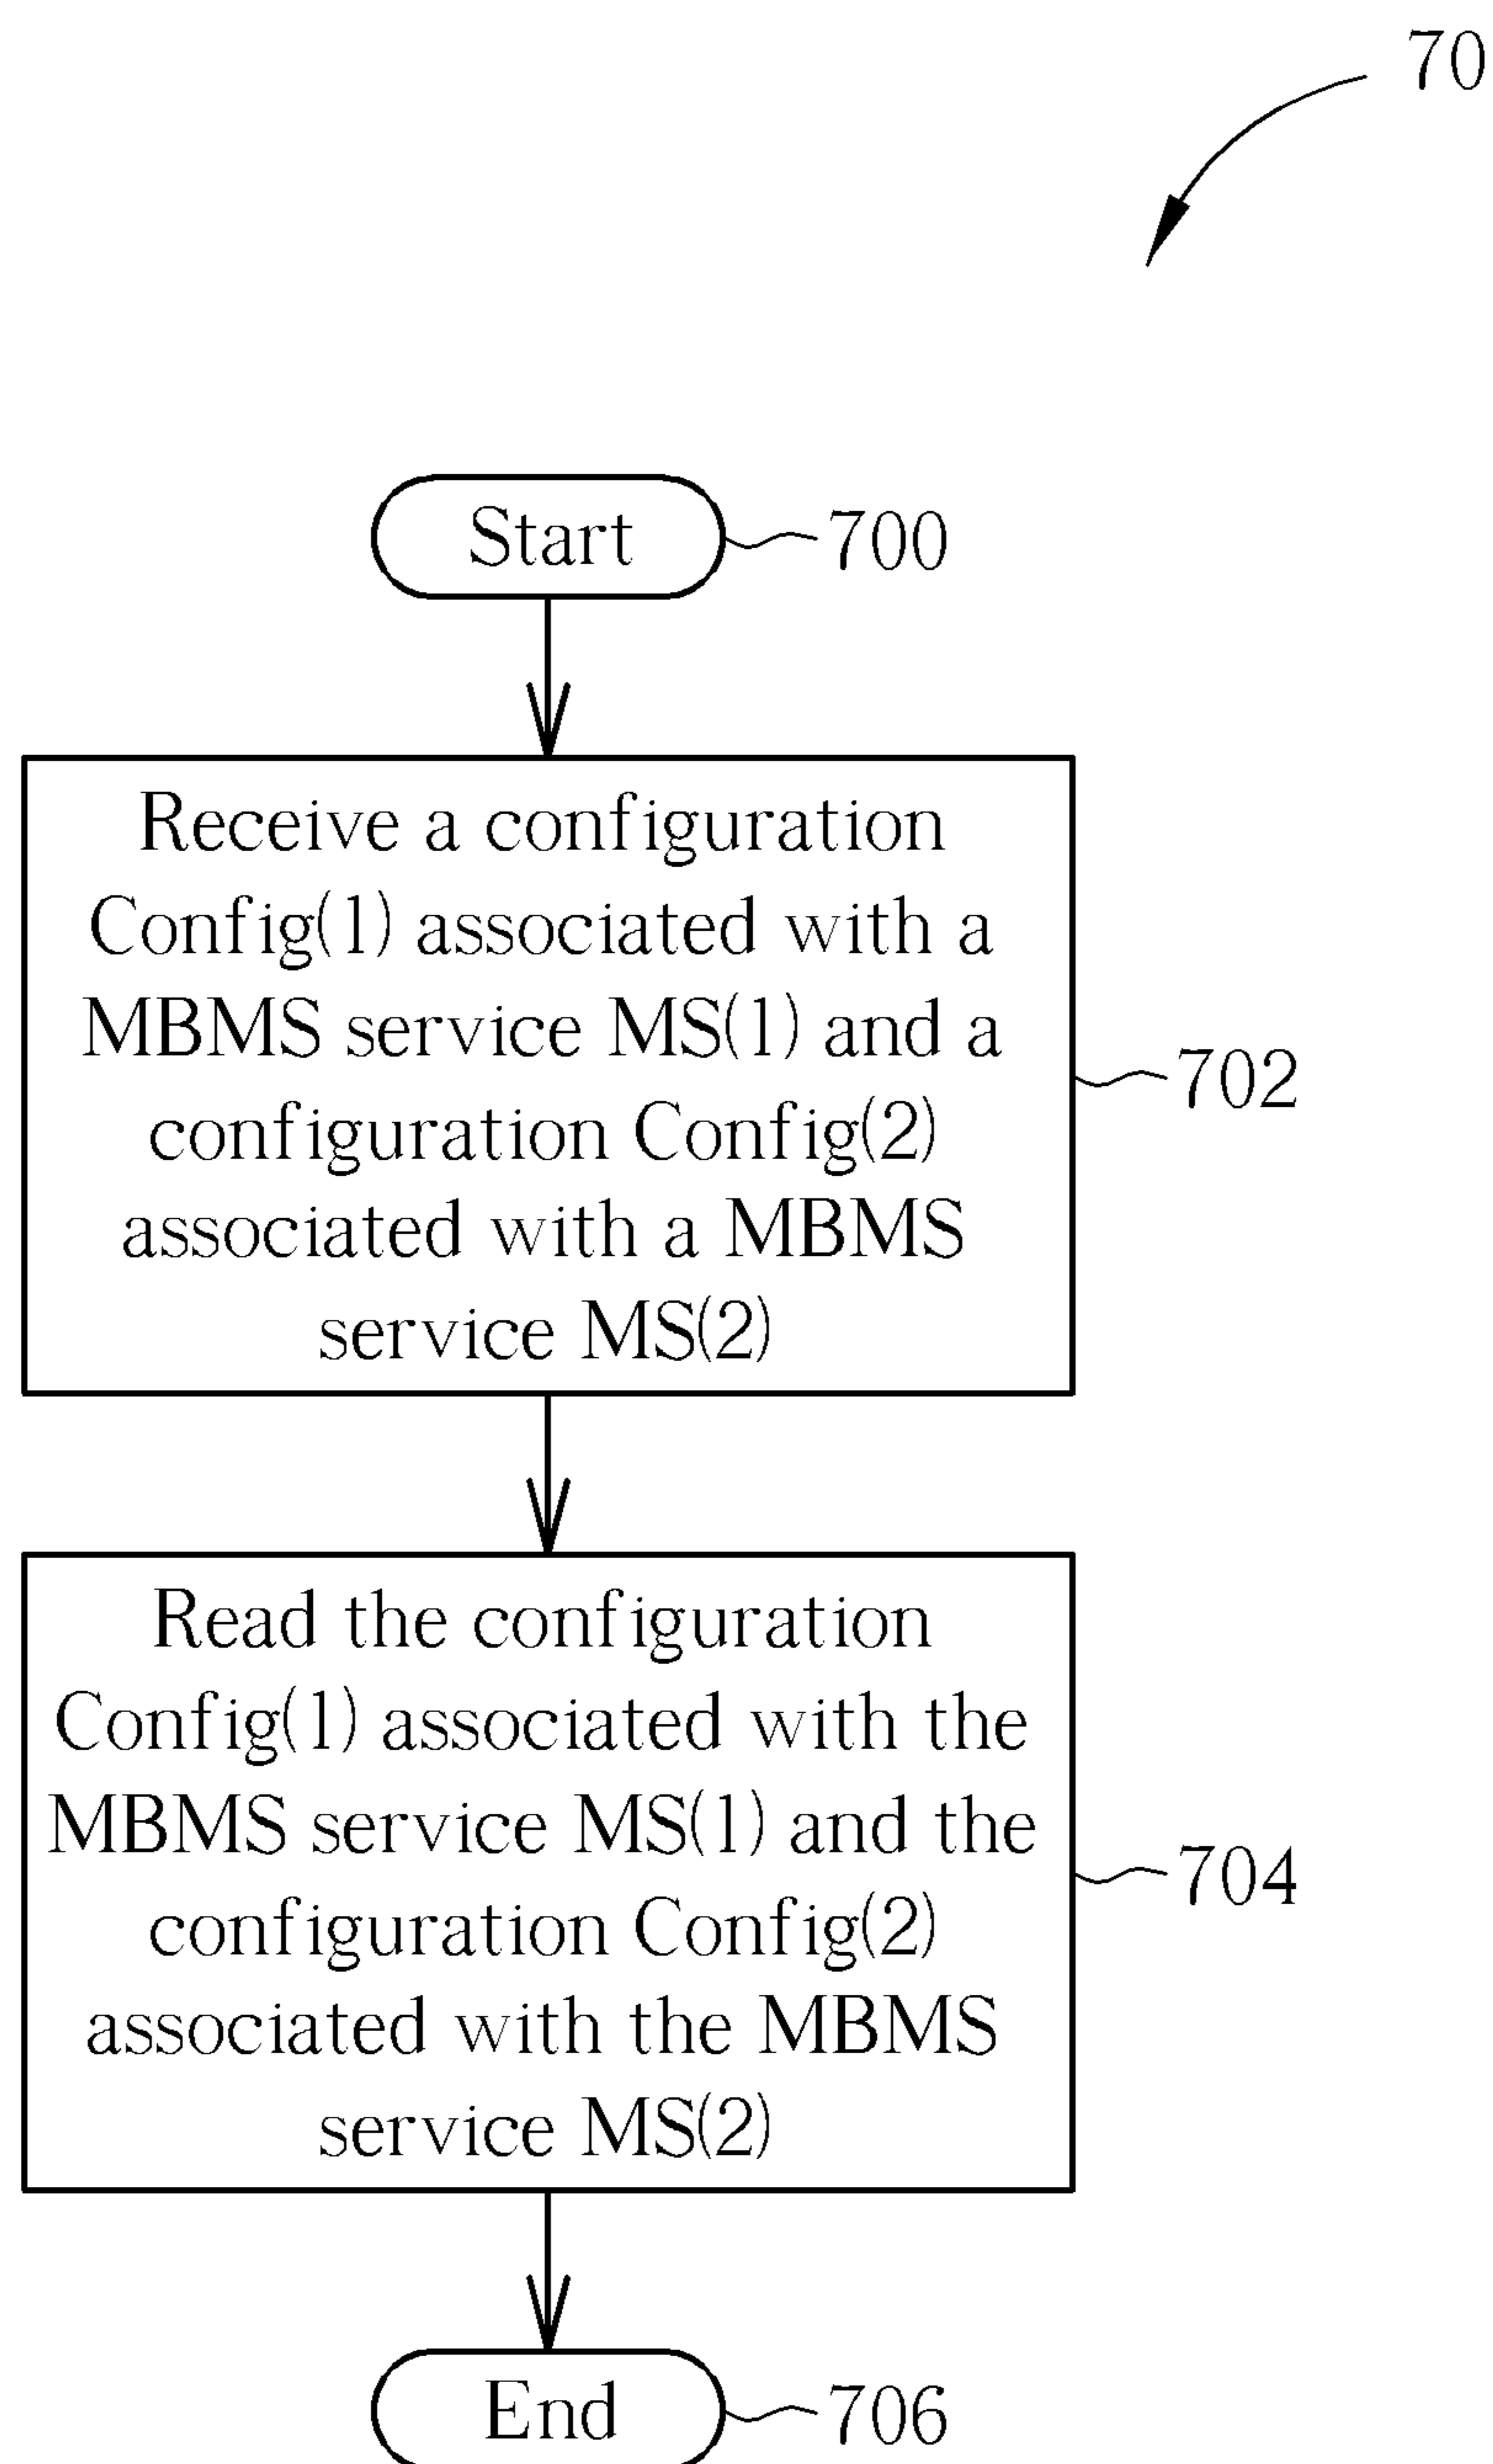 70
Start
700
Receive a configuration
Config(1) associated with a
MBMS service MS(1) and a
configuration Config(2)
associated with a MBMS
service MS(2)
702
Read the configuration
Config(1) associated with the
MBMS service MS(1) and the
configuration Config(2)
associated with the MBMS
service MS(2)
704
End
706